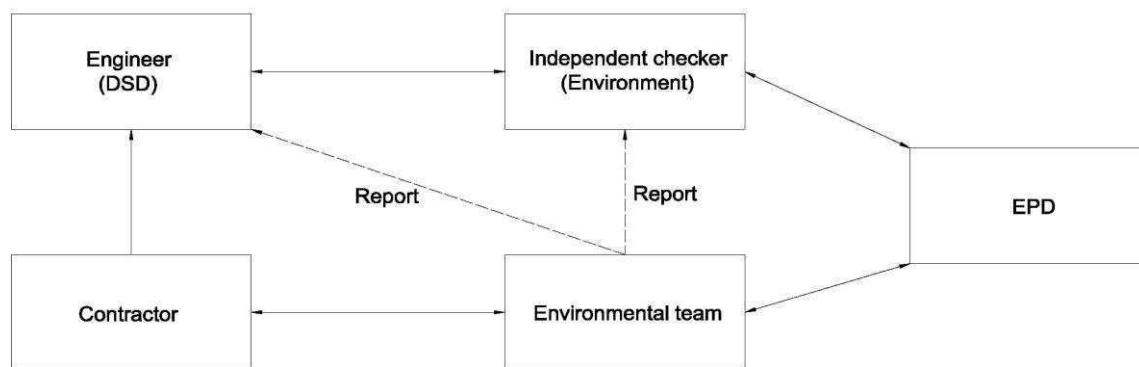 Engineer
(DSD)
Independent checker
(Environment)
Report
Report
EPD
Contractor
Environmental team